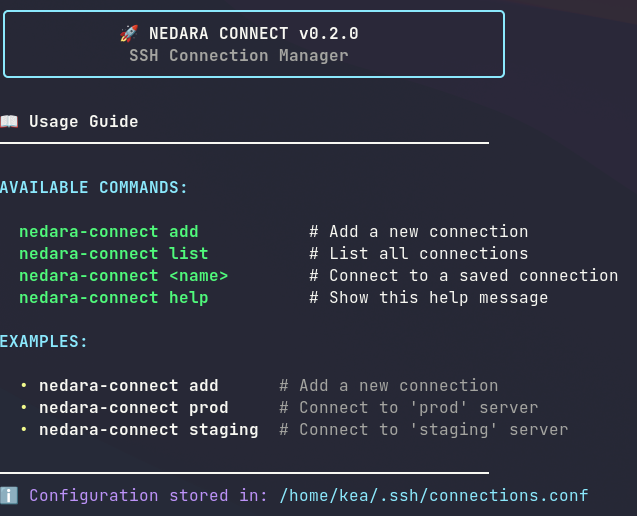 🚀 NEDARA CONNECT v0.2.0
SSH Connection Manager
📖 Usage Guide
AVAILABLE COMMANDS:
nedara-connect add # Add a new connection
nedara-connect list # List all connections
nedara-connect <name> # Connect to a saved connection
nedara-connect help # Show this help message
EXAMPLES:
• nedara-connect add # Add a new connection
• nedara-connect prod # Connect to 'prod' server
• nedara-connect staging # Connect to 'staging' server
ℹ️ Configuration stored in: /home/kea/.ssh/connections.conf